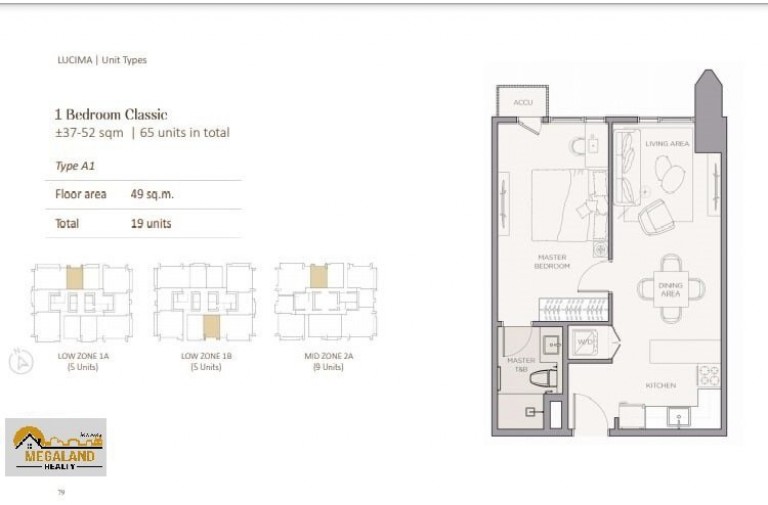 LUCIMA | Unit Types
1 Bedroom Classic
±37-52 sqm | 65 units in total
Type A1
Floor area 49 sq.m.
Total 19 units
LOW ZONE 1A
(5 Units)
LOW ZONE 1B
(5 Units)
MID ZONE 2A
(9 Units)
ACCU
LIVING AREA
MASTER
BEDROOM
DINING
AREA
W/D
MASTER
T&B
KITCHEN
MEGALAND
REALTY
79